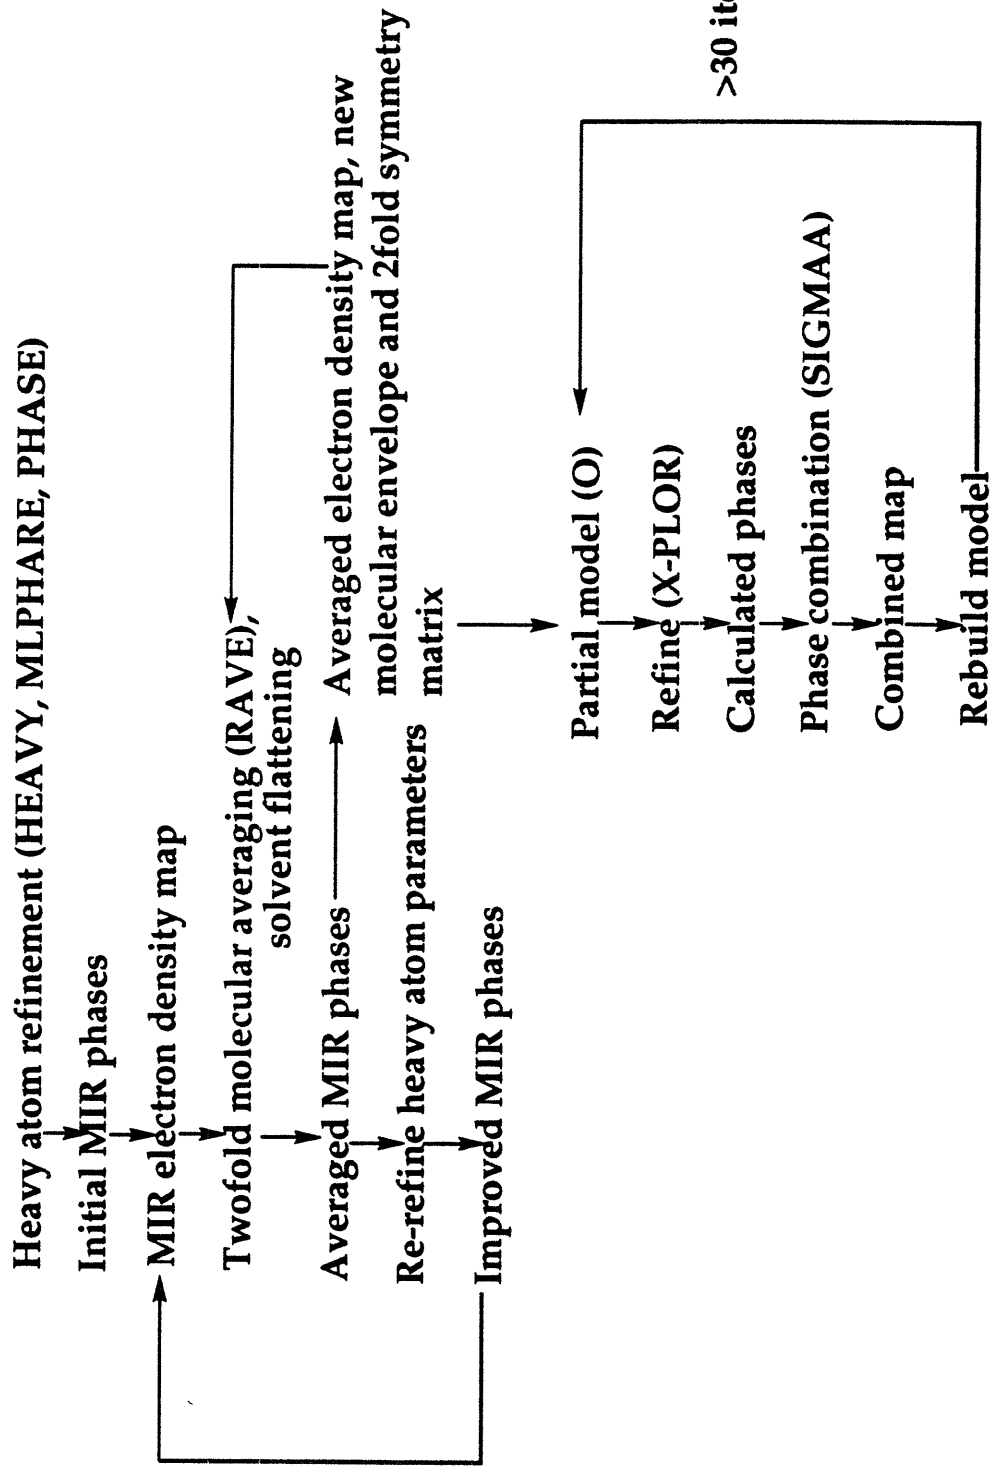 Heavy atom refinement (HEAVY, MLPHARE, PHASE)
Initial MIR phases
MIR electron density map
Twofold molecular averaging (RAVE),
solvent flattening
Averaged MIR phases
Averaged electron density map, new
molecular envelope and 2fold symmetry
matrix
Re-refine heavy atom parameters
Improved MIR phases
Partial model (O)
Refine (X-PLOR)
Calculated phases
Phase combination (SIGMAA)
Combined map
Rebuild model
>30